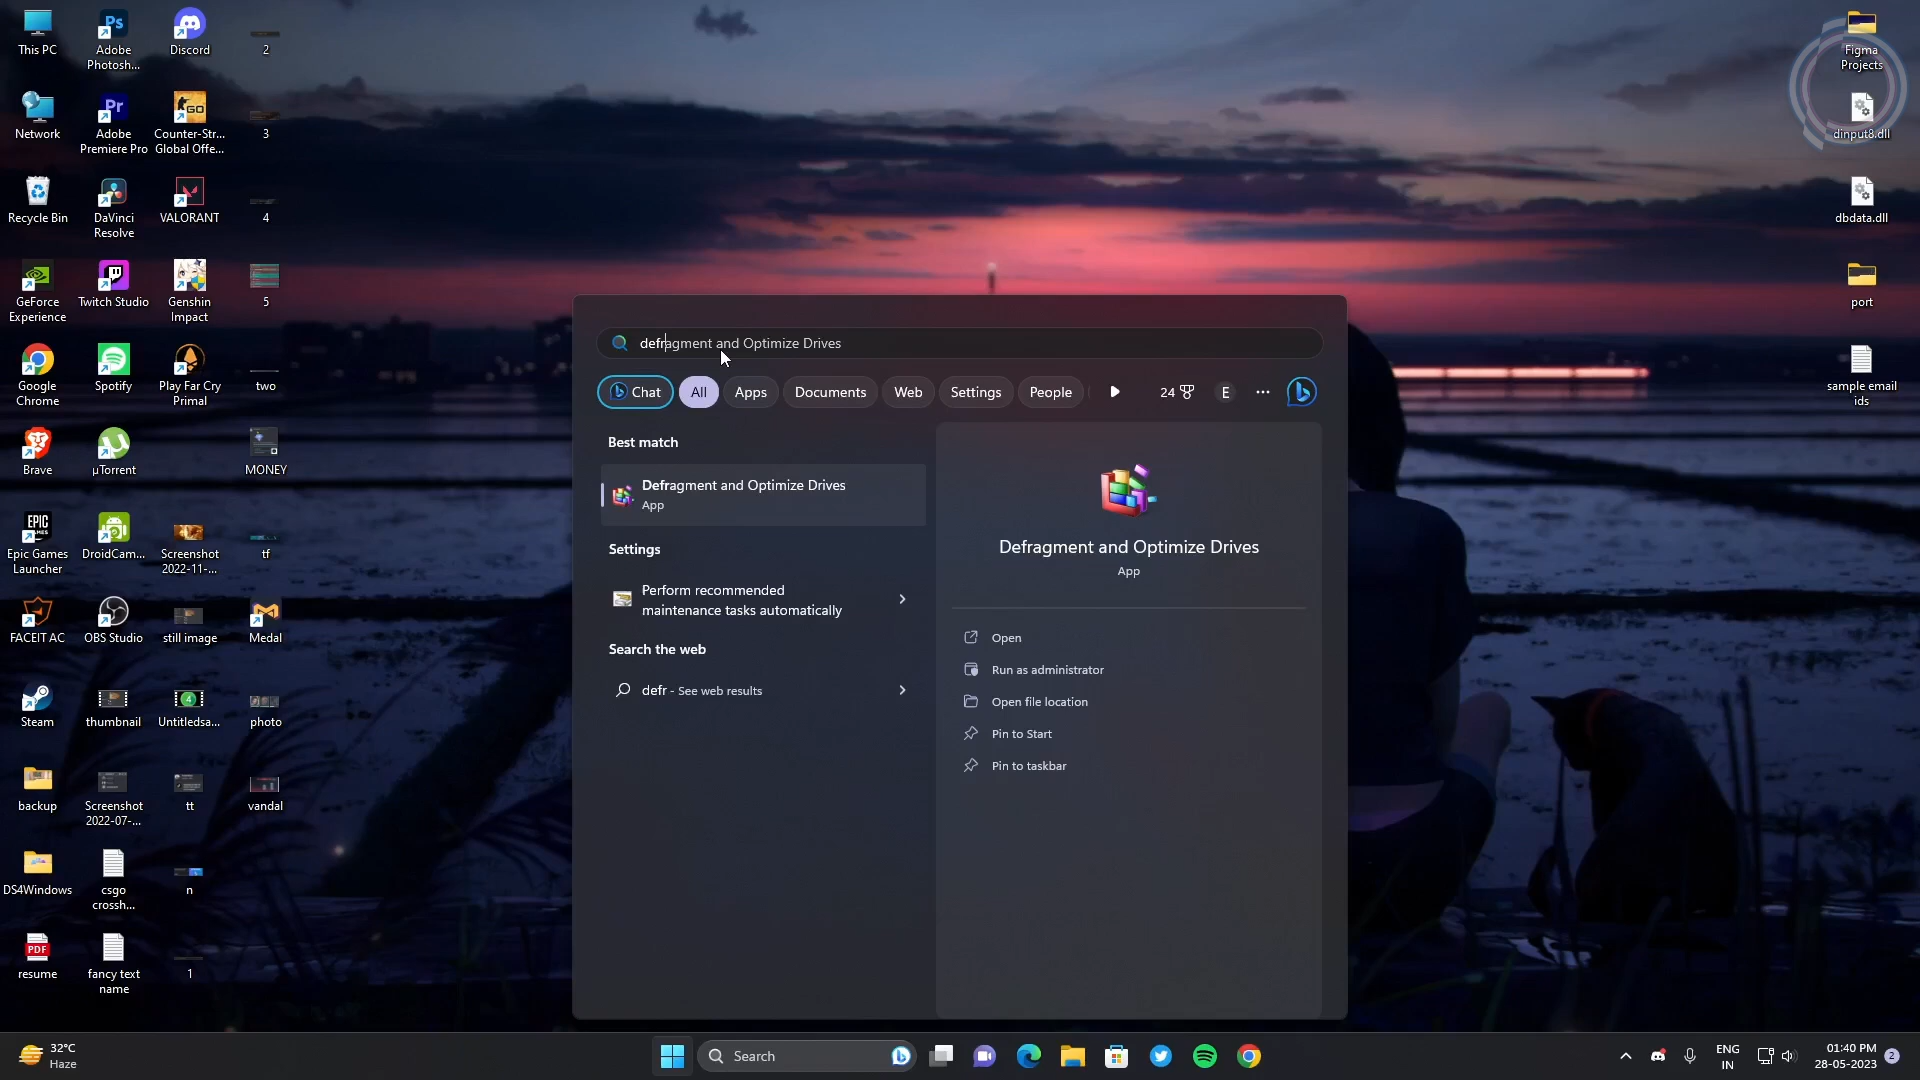 This PC
Adobe
Photosh...
Discord
2
Network
Adobe
Premiere Pro
Counter-Str...
Global Offe...
3
Recycle Bin
DaVinci
Resolve
VALORANT
4
GeForce
Experience
Twitch Studio
Genshin
Impact
5
Google
Chrome
Spotify
Play Far Cry
Primal
two
Brave
µTorrent
MONEY
Epic Games
Launcher
DroidCam...
Screenshot
2022-11-...
tf
FACEIT AC
OBS Studio
still image
Medal
Steam
thumbnail
Untitledsa...
photo
backup
Screenshot
2022-07-...
tt
vandal
DS4Windows
csgo
crossh...
n
resume
fancy text
name
1
Figma
Projects
dinput8.dll
dbdata.dll
port
sample email
ids
defragment and Optimize Drives
Chat All Apps Documents Web Settings People 24 E ...
Best match
Defragment and Optimize Drives
App
Settings
Perform recommended
maintenance tasks automatically
Search the web
defr - See web results
Defragment and Optimize Drives
App
Open
Run as administrator
Open file location
Pin to Start
Pin to taskbar
32°C
Haze
Search
ENG
IN
01:40 PM
28-05-2023
2
Ps
Pr
GO
EPIC
GAMES
PDF
4